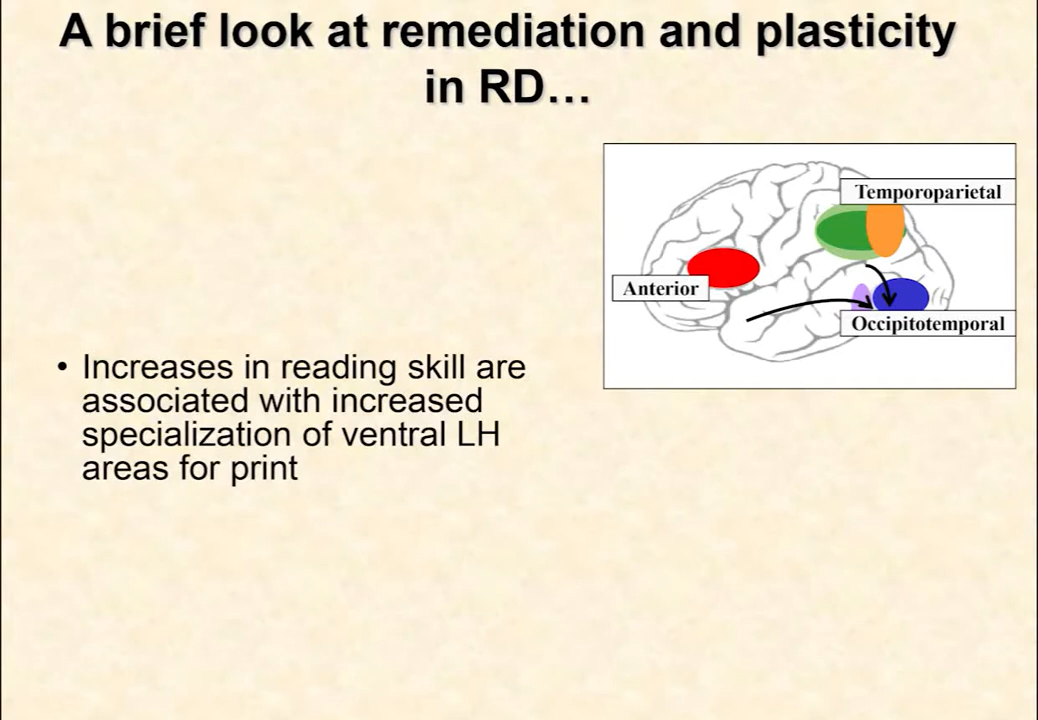 A brief look at remediation and plasticity
in RD…
Temporoparietal
Anterior
Occipitotemporal
• Increases in reading skill are
associated with increased
specialization of ventral LH
areas for print